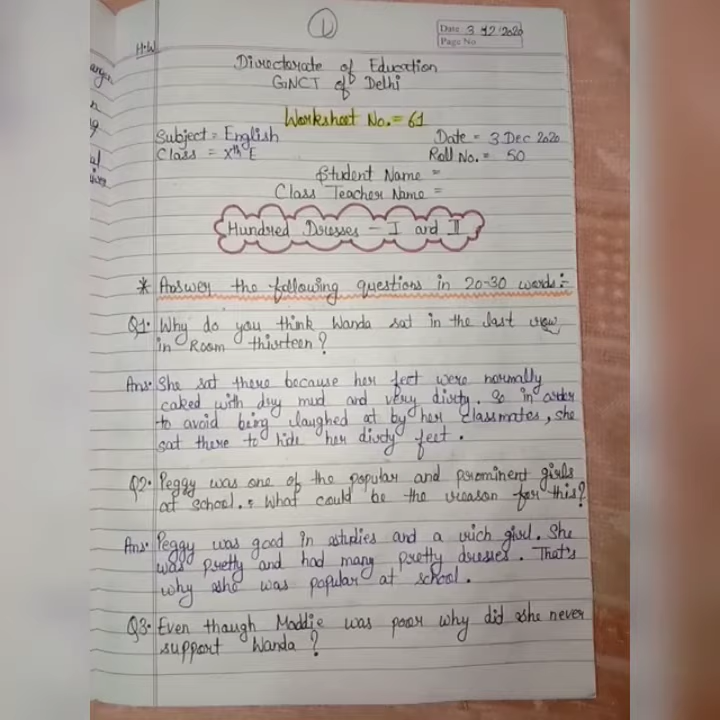 1
Date 3 12/2020
Page No
H.W
Directorate of Education
GNCT of Delhi
Worksheet No. = 61
Subject = English
Date = 3 Dec 2020
Class = Xth E
Roll No. = 50
Student Name =
Class Teacher Name =
Hundred Dresses - I and II
* Answer the following questions in 20-30 words:-
Q1. Why do you think Wanda sat in the last row
in Room thirteen?
Ans. She sat there because her feet were normally
caked with dry mud and very dirty. So in order
to avoid being laughed at by her classmates, she
sat there to hide her dirty feet.
Q2. Peggy was one of the popular and prominent girls
at school. What could be the reason for this?
Ans. Peggy was good in studies and a rich girl. She
was pretty and had many pretty dresses. That's
why she was popular at school.
Q3. Even though Maddie was poor why did she never
support Wanda?